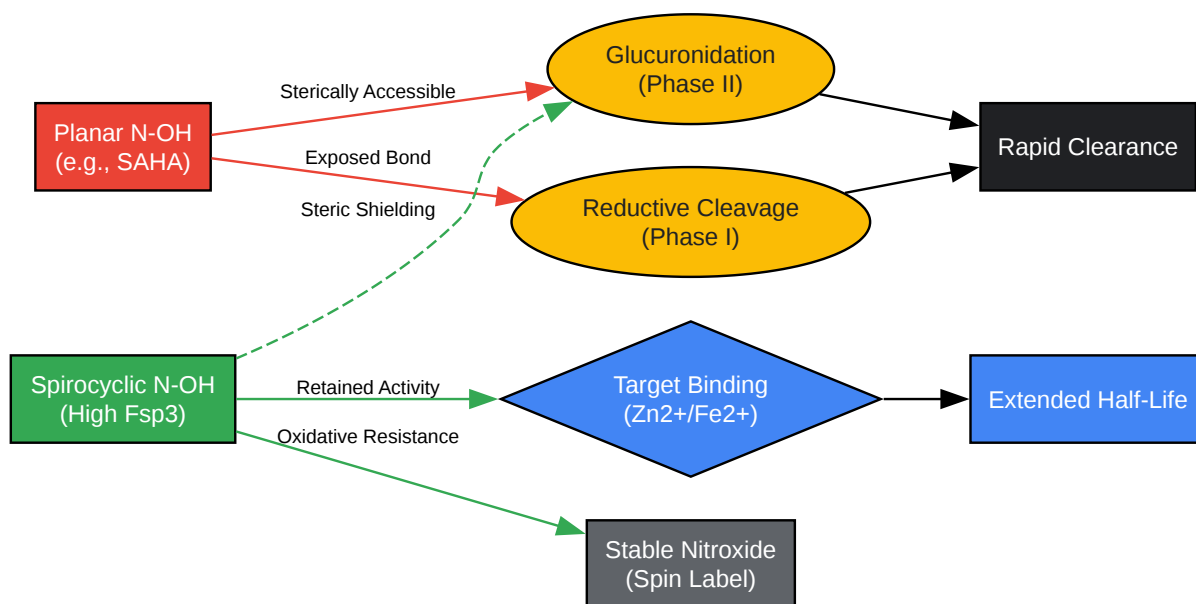 Glucuronidation
(Phase II)
Sterically Accessible
Planar N-OH
(e.g., SAHA)
Rapid Clearance
Exposed Bond
Steric Shielding
Reductive Cleavage
(Phase I)
Spirocyclic N-OH
(High Fsp3)
Retained Activity
Target Binding
(Zn2+/Fe2+)
Extended Half-Life
Oxidative Resistance
Stable Nitroxide
(Spin Label)